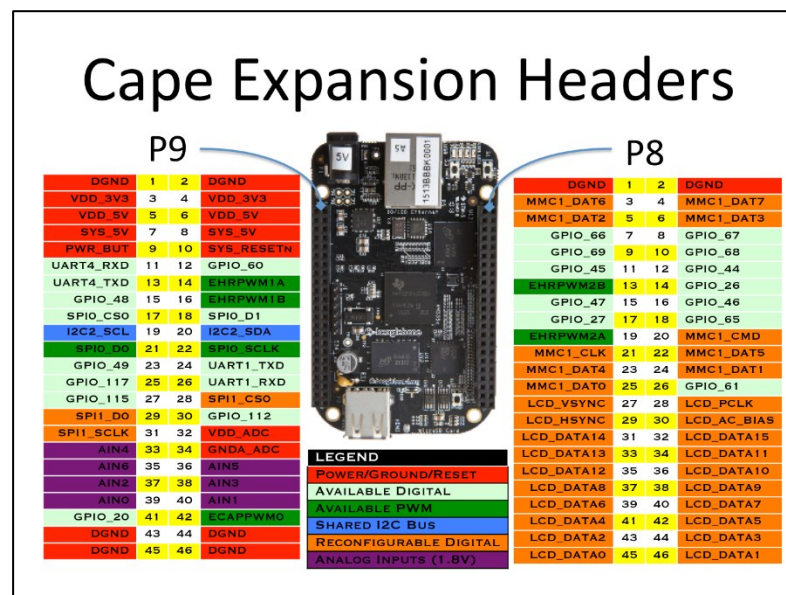 Cape Expansion Headers
P9
P8
DGND 1 2 DGND
VDD_3V3 3 4 VDD_3V3
VDD_5V 5 6 VDD_5V
SYS_5V 7 8 SYS_5V
PWR_BUT 9 10 SYS_RESETn
UART4_RXD 11 12 GPIO_60
UART4_TXD 13 14 EHRPWM1A
GPIO_48 15 16 EHRPWM1B
SPI0_CS0 17 18 SPI0_D1
I2C2_SCL 19 20 I2C2_SDA
SPI0_D0 21 22 SPI0_SCLK
GPIO_49 23 24 UART1_TXD
GPIO_117 25 26 UART1_RXD
GPIO_115 27 28 SPI1_CS0
SPI1_D0 29 30 GPIO_112
SPI1_SCLK 31 32 VDD_ADC
AIN4 33 34 GNDA_ADC
AIN6 35 36 AIN5
AIN2 37 38 AIN3
AIN0 39 40 AIN1
GPIO_20 41 42 ECAPPWM0
DGND 43 44 DGND
DGND 45 46 DGND
5V
A5
1513BBBK0001
LEGEND
Power/Ground/Reset
Available Digital
Available PWM
Shared I2C Bus
Reconfigurable Digital
Analog Inputs (1.8V)
DGND 1 2 DGND
MMC1_DAT6 3 4 MMC1_DAT7
MMC1_DAT2 5 6 MMC1_DAT3
GPIO_66 7 8 GPIO_67
GPIO_69 9 10 GPIO_68
GPIO_45 11 12 GPIO_44
EHRPWM2B 13 14 GPIO_26
GPIO_47 15 16 GPIO_46
GPIO_27 17 18 GPIO_65
EHRPWM2A 19 20 MMC1_CMD
MMC1_CLK 21 22 MMC1_DAT5
MMC1_DAT4 23 24 MMC1_DAT1
MMC1_DAT0 25 26 GPIO_61
LCD_VSYNC 27 28 LCD_PCLK
LCD_HSYNC 29 30 LCD_AC_BIAS
LCD_DATA14 31 32 LCD_DATA15
LCD_DATA13 33 34 LCD_DATA11
LCD_DATA12 35 36 LCD_DATA10
LCD_DATA8 37 38 LCD_DATA9
LCD_DATA6 39 40 LCD_DATA7
LCD_DATA4 41 42 LCD_DATA5
LCD_DATA2 43 44 LCD_DATA3
LCD_DATA0 45 46 LCD_DATA1